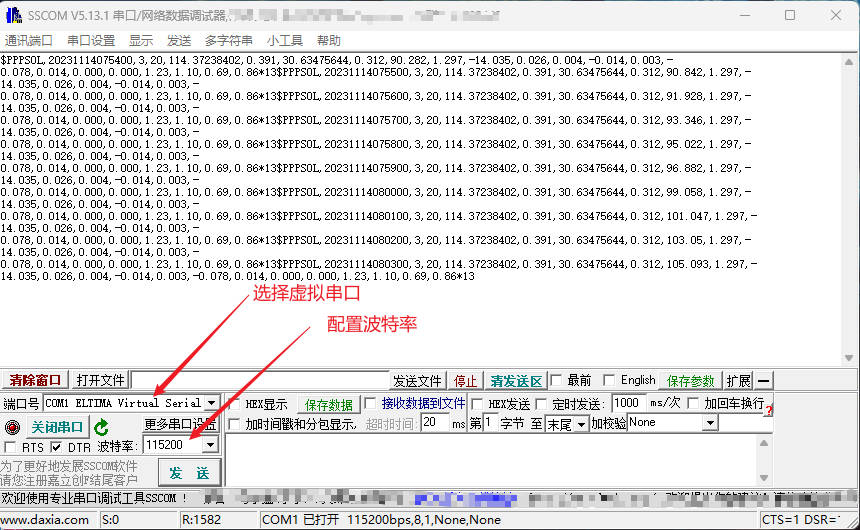 SSCOM V5.13.1 串口/网络数据调试器
通讯端口 串口设置 显示 发送 多字符串 小工具 帮助
$PPPSOL,20231114075400,3,20,114.37238402,0.391,30.63475644,0.312,90.282,1.297,-14.035,0.026,0.004,-0.014,0.003,-
0.078,0.014,0.000,0.000,1.23,1.10,0.69,0.86*13$PPPSOL,20231114075500,3,20,114.37238402,0.391,30.63475644,0.312,90.842,1.297,-
14.035,0.026,0.004,-0.014,0.003,-
0.078,0.014,0.000,0.000,1.23,1.10,0.69,0.86*13$PPPSOL,20231114075600,3,20,114.37238402,0.391,30.63475644,0.312,91.928,1.297,-
14.035,0.026,0.004,-0.014,0.003,-
0.078,0.014,0.000,0.000,1.23,1.10,0.69,0.86*13$PPPSOL,20231114075700,3,20,114.37238402,0.391,30.63475644,0.312,93.346,1.297,-
14.035,0.026,0.004,-0.014,0.003,-
0.078,0.014,0.000,0.000,1.23,1.10,0.69,0.86*13$PPPSOL,20231114075800,3,20,114.37238402,0.391,30.63475644,0.312,95.022,1.297,-
14.035,0.026,0.004,-0.014,0.003,-
0.078,0.014,0.000,0.000,1.23,1.10,0.69,0.86*13$PPPSOL,20231114075900,3,20,114.37238402,0.391,30.63475644,0.312,96.882,1.297,-
14.035,0.026,0.004,-0.014,0.003,-
0.078,0.014,0.000,0.000,1.23,1.10,0.69,0.86*13$PPPSOL,20231114080000,3,20,114.37238402,0.391,30.63475644,0.312,99.058,1.297,-
14.035,0.026,0.004,-0.014,0.003,-
0.078,0.014,0.000,0.000,1.23,1.10,0.69,0.86*13$PPPSOL,20231114080100,3,20,114.37238402,0.391,30.63475644,0.312,101.047,1.297,-
14.035,0.026,0.004,-0.014,0.003,-
0.078,0.014,0.000,0.000,1.23,1.10,0.69,0.86*13$PPPSOL,20231114080200,3,20,114.37238402,0.391,30.63475644,0.312,103.05,1.297,-
14.035,0.026,0.004,-0.014,0.003,-
0.078,0.014,0.000,0.000,1.23,1.10,0.69,0.86*13$PPPSOL,20231114080300,3,20,114.37238402,0.391,30.63475644,0.312,105.093,1.297,-
14.035,0.026,0.004,-0.014,0.003,-0.078,0.014,0.000,0.000,1.23,1.10,0.69,0.86*13
选择虚拟串口
配置波特率
清除窗口 打开文件 发送文件 停止 清发送区 最前 English 保存参数 扩展 —
端口号 COM1 ELTIMA Virtual Serial HEX显示 保存数据 接收数据到文件 HEX发送 定时发送: 1000 ms/次 加回车换行 ?
关闭串口 更多串口设置 加时间戳和分包显示, 超时时间: 20 ms 第 1 字节 至 末尾 加校验 None
RTS DTR 波特率: 115200
为了更好地发展SSCOM软件
请您注册嘉立创F结尾客户
发 送
欢迎使用专业串口调试工具SSCOM !
www.daxia.com S:0 R:1582 COM1 已打开 115200bps,8,1,None,None CTS=1 DSR=